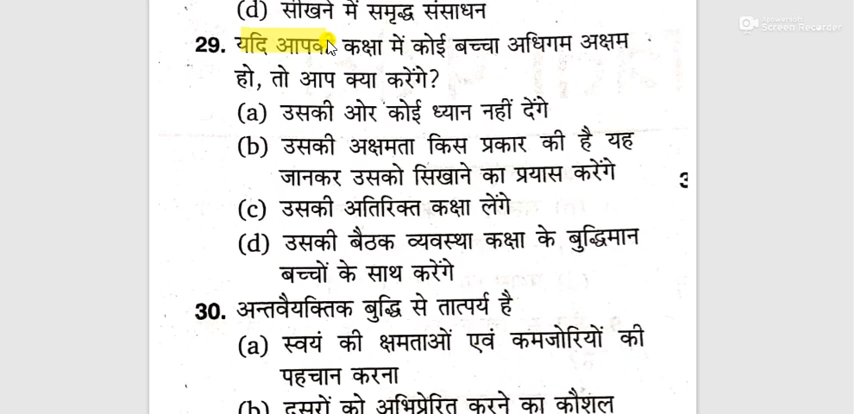 (d) सीखने में समृद्ध संसाधन
29. यदि आपकी कक्षा में कोई बच्चा अधिगम अक्षम
हो, तो आप क्या करेंगे?
(a) उसकी ओर कोई ध्यान नहीं देंगे
(b) उसकी अक्षमता किस प्रकार की है यह
जानकर उसको सिखाने का प्रयास करेंगे
(c) उसकी अतिरिक्त कक्षा लेंगे
(d) उसकी बैठक व्यवस्था कक्षा के बुद्धिमान
बच्चों के साथ करेंगे
30. अन्तवैयक्तिक बुद्धि से तात्पर्य है
(a) स्वयं की क्षमताओं एवं कमजोरियों की
पहचान करना
(b) दूसरों को अभिप्रेरित करने का कौशल
Screen Recorder